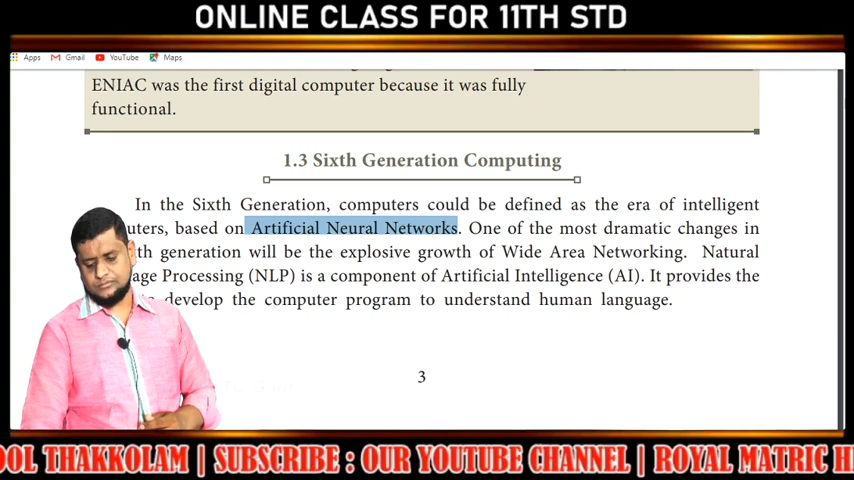 ONLINE CLASS FOR 11TH STD
Apps Gmail YouTube Maps
ENIAC was the first digital computer because it was fully
functional.
1.3 Sixth Generation Computing
In the Sixth Generation, computers could be defined as the era of intelligent
uters, based on Artificial Neural Networks. One of the most dramatic changes in
th generation will be the explosive growth of Wide Area Networking. Natural
age Processing (NLP) is a component of Artificial Intelligence (AI). It provides the
develop the computer program to understand human language.
3
OOL THAKKOLAM | SUBSCRIBE : OUR YOUTUBE CHANNEL | ROYAL MATRIC H